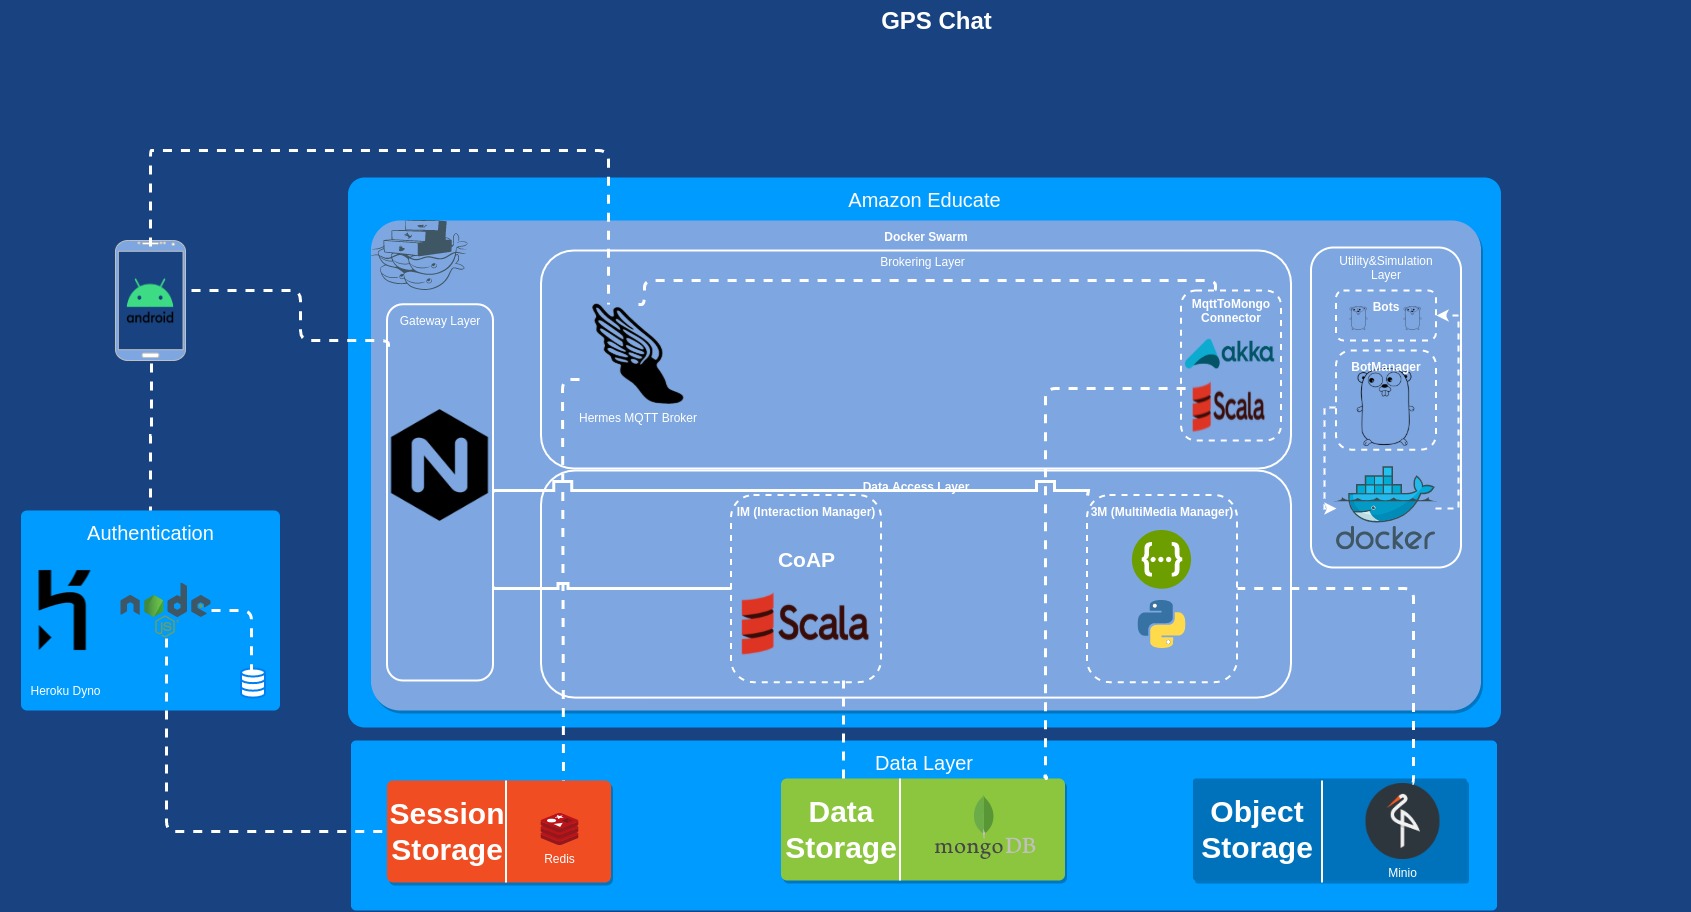 GPS Chat
Amazon Educate
Docker Swarm
Brokering Layer
Utility&Simulation
Layer
MqttToMongo
Connector
Bots
akka
Scala
BotManager
docker
Gateway Layer
N
Hermes MQTT Broker
android
Data Access Layer
IM (Interaction Manager)
CoAP
Scala
3M (MultiMedia Manager)
{...}
Authentication
node
JS
Heroku Dyno
Data Layer
Session
Storage
Redis
Data
Storage
mongoDB
Object
Storage
Minio